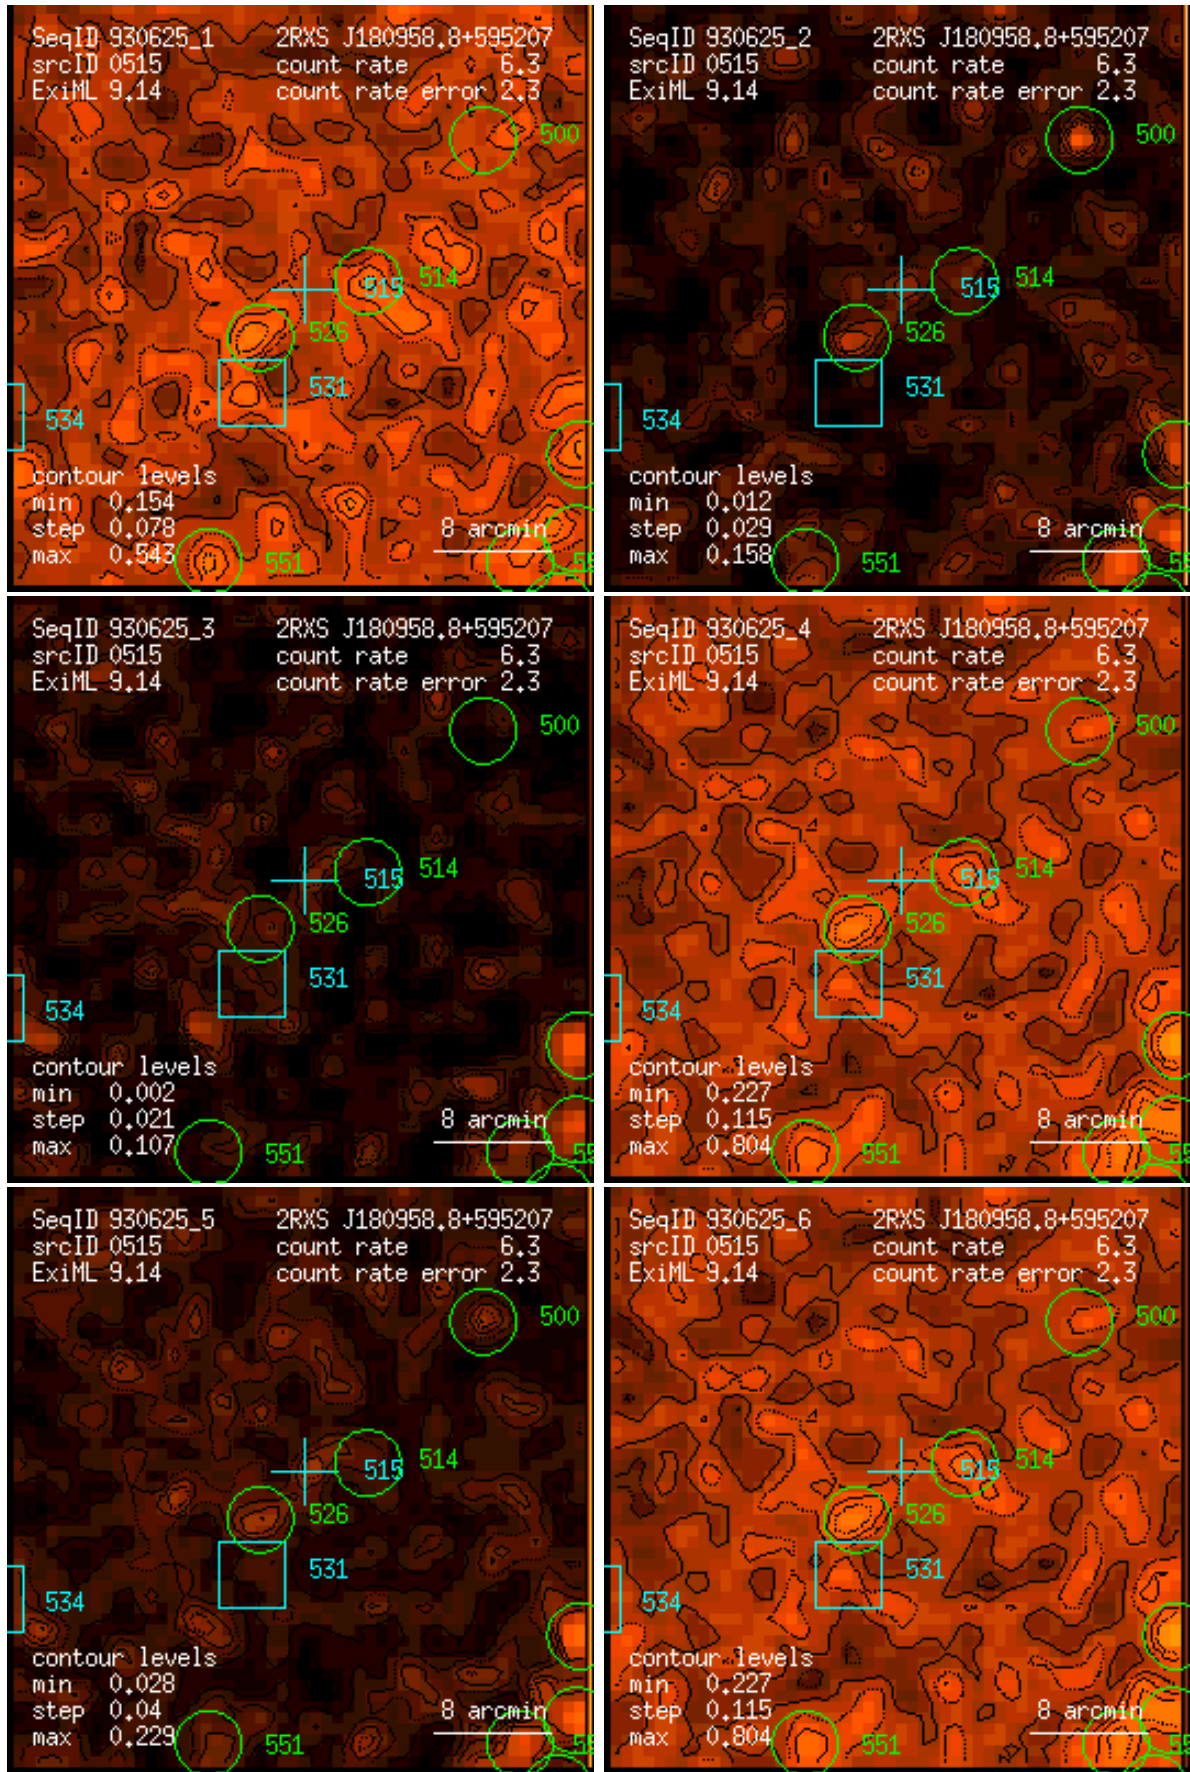 SeqID 930625_1 2RXS J180958.8+595207
srcID 0515 count rate 6.3
ExiML 9.14 count rate error 2.3
500
515 514
526
531
534
contour levels
min 0.154
step 0.078 8 arcmin
max 0.543 551 55
SeqID 930625_2 2RXS J180958.8+595207
srcID 0515 count rate 6.3
ExiML 9.14 count rate error 2.3
500
515 514
526
531
534
contour levels
min 0.012
step 0.029 8 arcmin
max 0.158 551 55
SeqID 930625_3 2RXS J180958.8+595207
srcID 0515 count rate 6.3
ExiML 9.14 count rate error 2.3
500
515 514
526
531
534
contour levels
min 0.002
step 0.021 8 arcmin
max 0.107 551 55
SeqID 930625_4 2RXS J180958.8+595207
srcID 0515 count rate 6.3
ExiML 9.14 count rate error 2.3
500
515 514
526
531
534
contour levels
min 0.227
step 0.115 8 arcmin
max 0.804 551 55
SeqID 930625_5 2RXS J180958.8+595207
srcID 0515 count rate 6.3
ExiML 9.14 count rate error 2.3
500
515 514
526
531
534
contour levels
min 0.028
step 0.04 8 arcmin
max 0.229 551 55
SeqID 930625_6 2RXS J180958.8+595207
srcID 0515 count rate 6.3
ExiML 9.14 count rate error 2.3
500
515 514
526
531
534
contour levels
min 0.227
step 0.115 8 arcmin
max 0.804 551 55